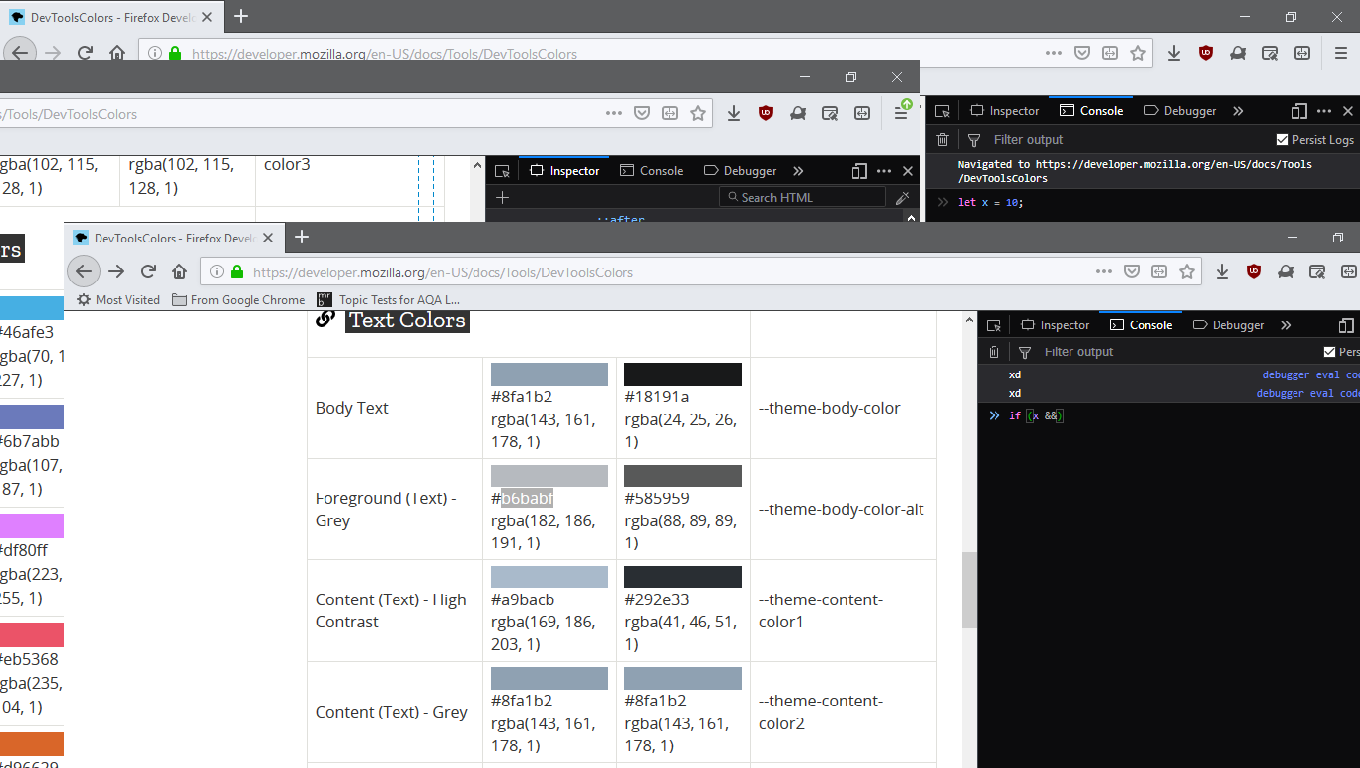 DevToolsColors - Firefox Develo
https://developer.mozilla.org/en-US/docs/Tools/DevToolsColors
Inspector
Console
Debugger
Filter output
Persist Logs
Navigated to https://developer.mozilla.org/en-US/docs/Tools
/DevToolsColors
let x = 10;
s/Tools/DevToolsColors
gba(102, 115,
28, 1)
rgba(102, 115,
128, 1)
color3
Inspector
Console
Debugger
Search HTML
::after
rs
#46afe3
gba(70, 1
227, 1)
#6b7abb
gba(107,
87, 1)
#df80ff
gba(223,
255, 1)
#eb5368
gba(235,
04, 1)
#d96629
DevToolsColors - Firefox Develo
https://developer.mozilla.org/en-US/docs/Tools/DevToolsColors
Most Visited
From Google Chrome
mr
b
Topic Tests for AQA L...
Text Colors
Body Text
#8fa1b2
rgba(143, 161,
178, 1)
#18191a
rgba(24, 25, 26,
1)
--theme-body-color
Foreground (Text) -
Grey
#b6babf
rgba(182, 186,
191, 1)
#585959
rgba(88, 89, 89,
1)
--theme-body-color-alt
Content (Text) - High
Contrast
#a9bacb
rgba(169, 186,
203, 1)
#292e33
rgba(41, 46, 51,
1)
--theme-content-
color1
Content (Text) - Grey
#8fa1b2
rgba(143, 161,
178, 1)
#8fa1b2
rgba(143, 161,
178, 1)
--theme-content-
color2
Inspector
Console
Debugger
Filter output
Pers
xd
debugger eval cod
xd
debugger eval code
if (x &&)